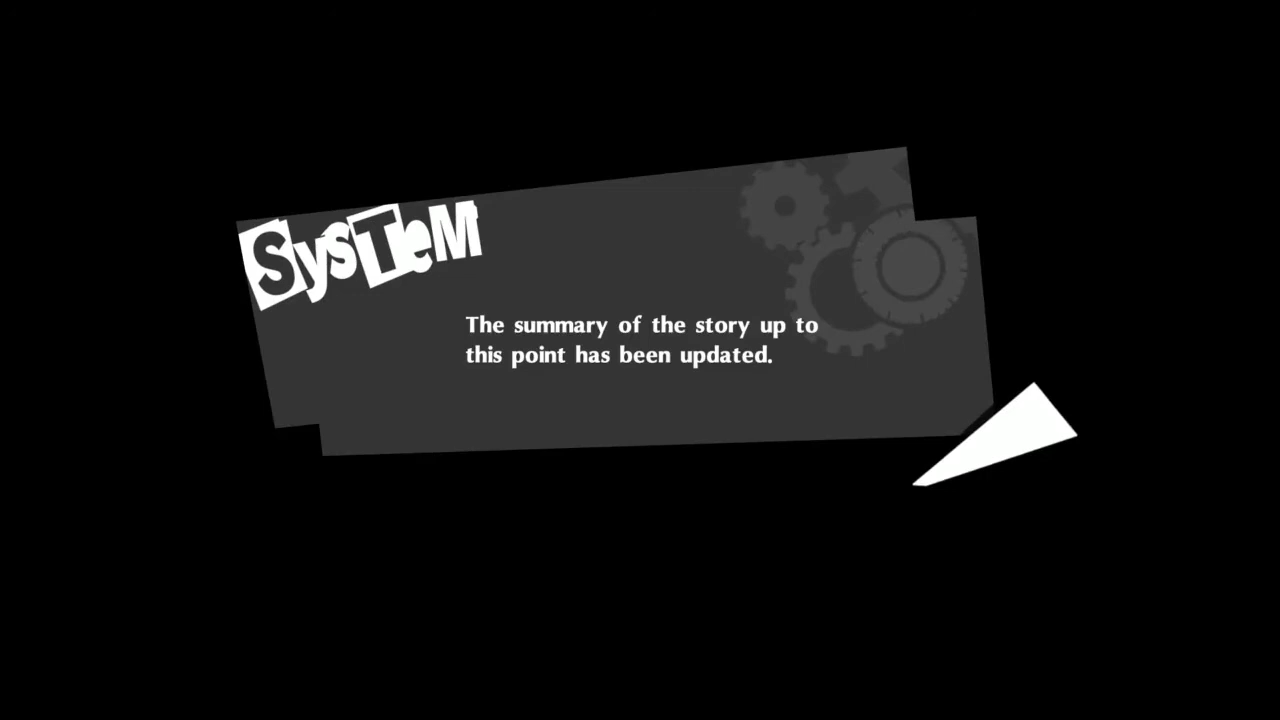 SysTeM
The summary of the story up to
this point has been updated.